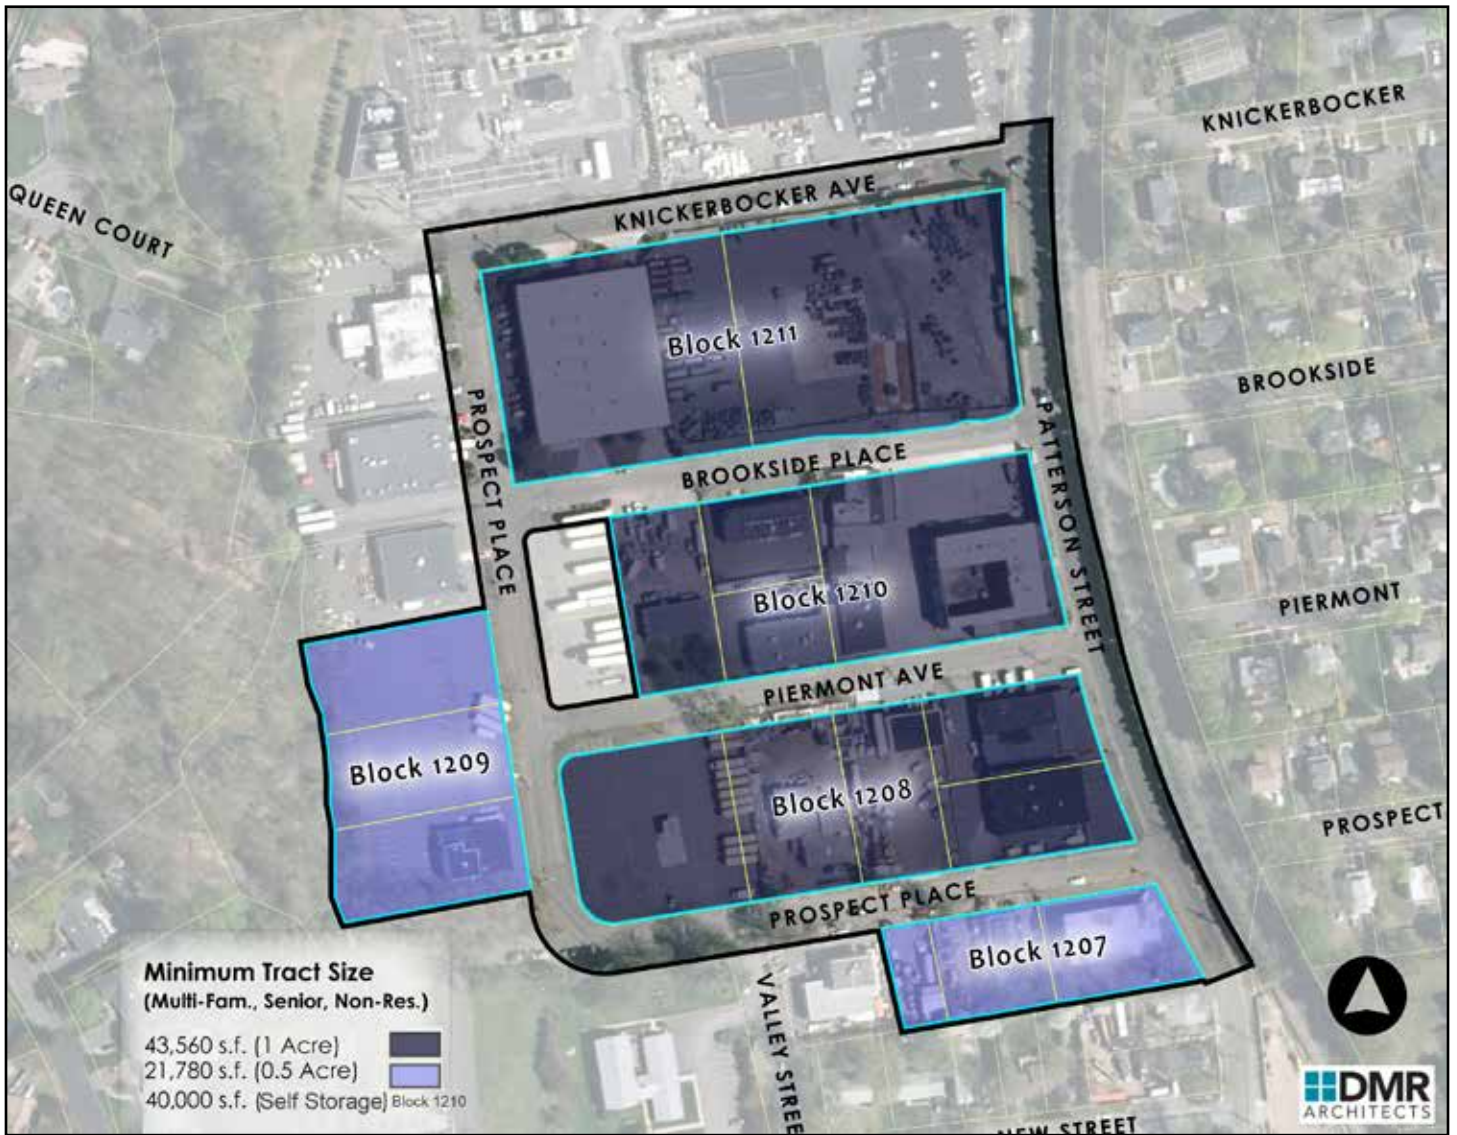 KNICKERBOCKER
QUEEN COURT
KNICKERBOCKER AVE
Block 1211
BROOKSIDE
PROSPECT PLACE
BROOKSIDE PLACE
PATTERSON STREET
Block 1210
PIERMONT
PIERMONT AVE
Block 1209
Block 1208
PROSPECT
PROSPECT PLACE
Block 1207
VALLEY STREE
Minimum Tract Size
(Multi-Fam., Senior, Non-Res.)
43,560 s.f. (1 Acre)
21,780 s.f. (0.5 Acre)
40,000 s.f. (Self Storage) Block 1210
DMR
ARCHITECTS
NEW STREET